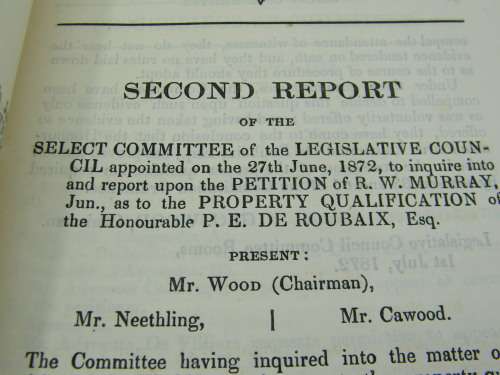 SECOND REPORT
OF THE
SELECT COMMITTEE of the LEGISLATIVE COUN-
CIL appointed on the 27th June, 1872, to inquire into
and report upon the PETITION of R. W. MURRAY,
Jun., as to the PROPERTY QUALIFICATION of
the Honourable P. E. DE ROUBAIX, Esq.
PRESENT:
Mr. WOOD (Chairman),
Mr. Neethling, | Mr. Cawood.
The Committee having inquired into the matter of